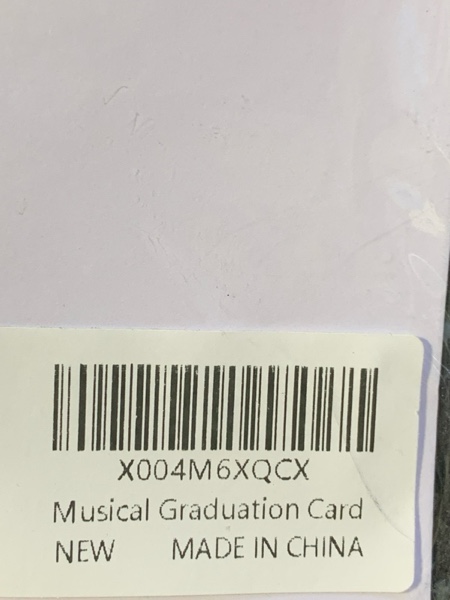 X004M6XQCX
Musical Graduation Card
NEW MADE IN CHINA